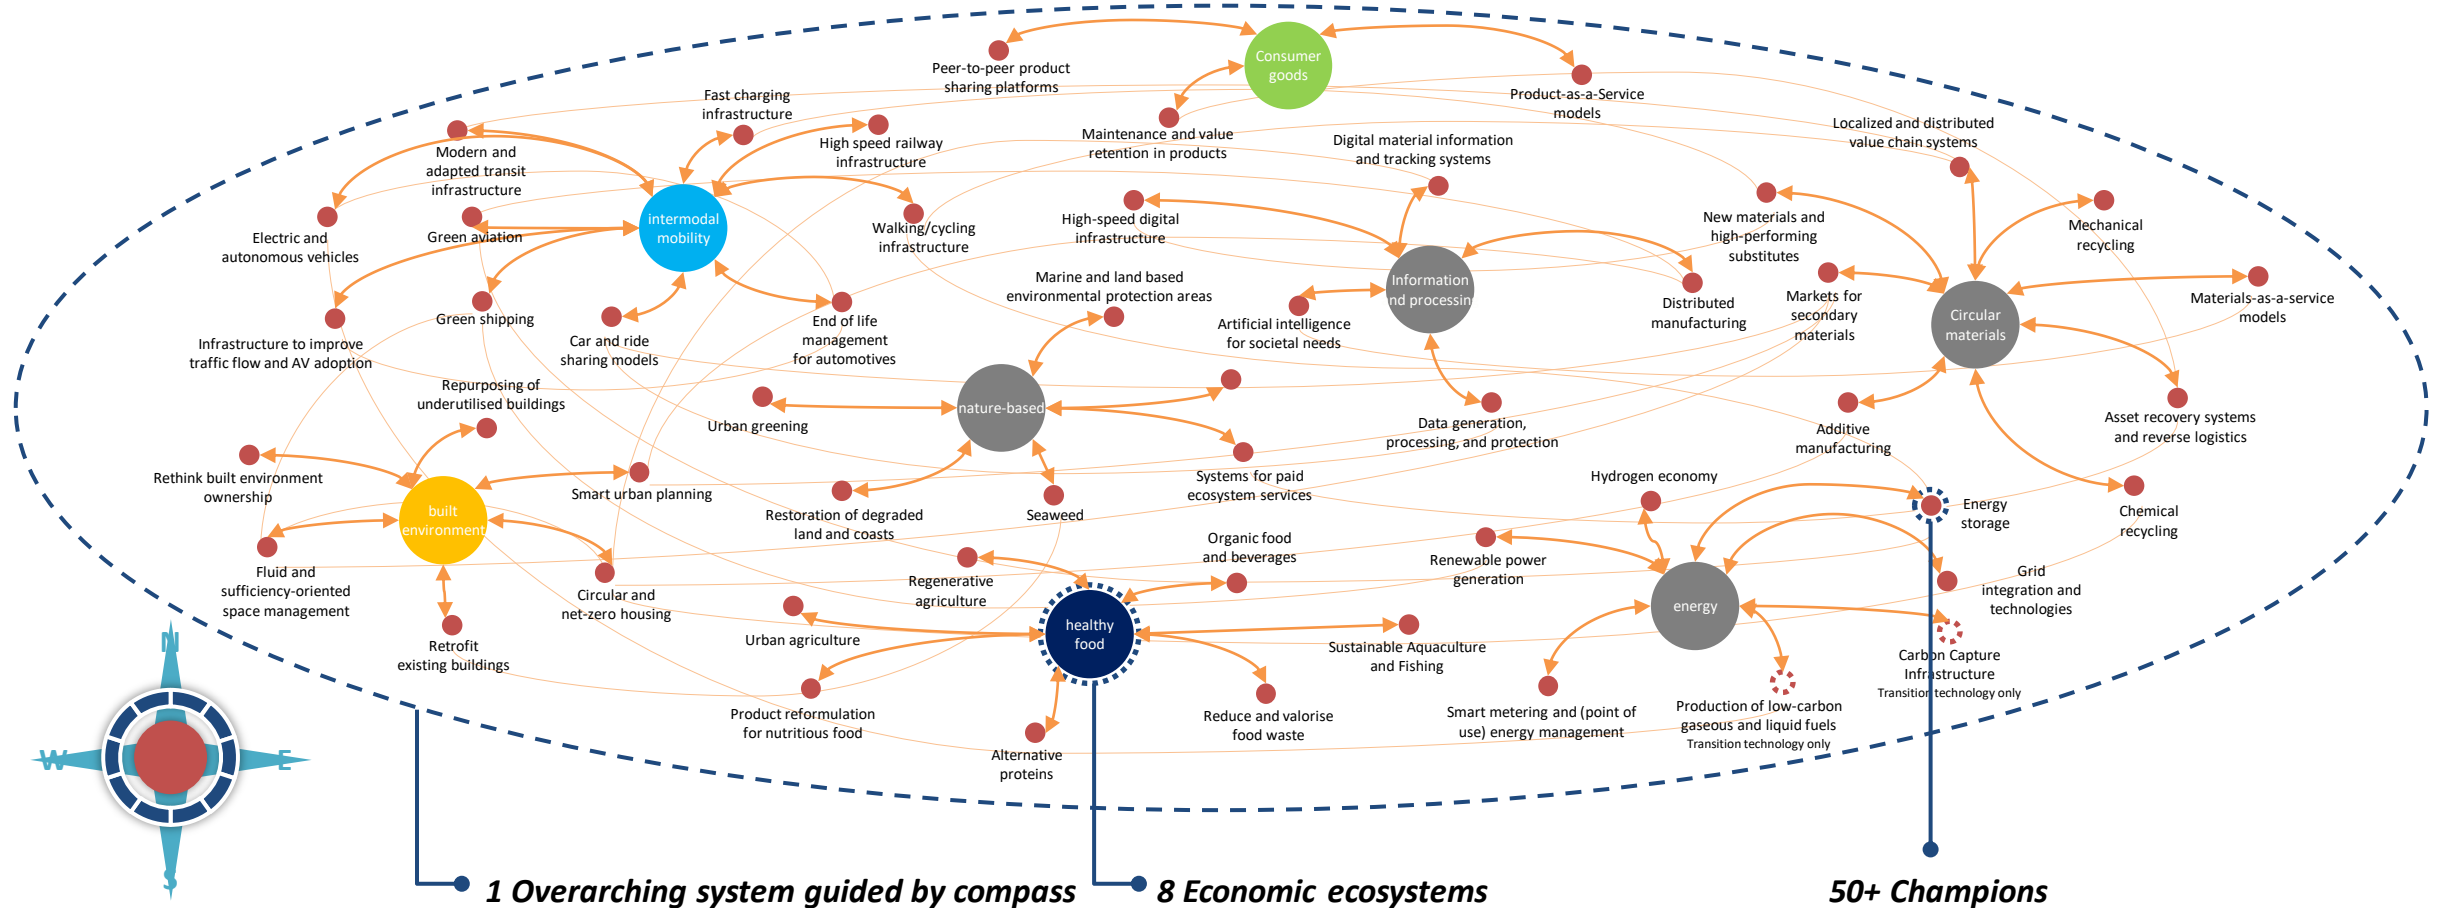 Consumer
goods
Peer-to-peer product
sharing platforms
Product-as-a-Service
models
Maintenance and value
retention in products
Fast charging
infrastructure
High speed railway
infrastructure
Modern and
adapted transit
infrastructure
intermodal
mobility
Electric and
autonomous vehicles
Green aviation
Walking/cycling
infrastructure
Green shipping
Infrastructure to improve
traffic flow and AV adoption
Car and ride
sharing models
End of life
management
for automotives
Digital material information
and tracking systems
High-speed digital
infrastructure
Information
and processing
Artificial intelligence
for societal needs
Distributed
manufacturing
Data generation,
processing, and protection
Localized and distributed
value chain systems
New materials and
high-performing
substitutes
Mechanical
recycling
Markets for
secondary
materials
Circular
materials
Materials-as-a-service
models
Additive
manufacturing
Asset recovery systems
and reverse logistics
Chemical
recycling
Marine and land based
environmental protection areas
Urban greening
nature-based
Restoration of degraded
land and coasts
Seaweed
Systems for paid
ecosystem services
Repurposing of
underutilised buildings
Rethink built environment
ownership
Smart urban planning
built
environment
Fluid and
sufficiency-oriented
space management
Circular and
net-zero housing
Retrofit
existing buildings
Regenerative
agriculture
Organic food
and beverages
Urban agriculture
healthy
food
Sustainable Aquaculture
and Fishing
Product reformulation
for nutritious food
Alternative
proteins
Reduce and valorise
food waste
Hydrogen economy
Energy
storage
Renewable power
generation
energy
Grid
integration and
technologies
Carbon Capture
Infrastructure
Transition technology only
Smart metering and (point of
use) energy management
Production of low-carbon
gaseous and liquid fuels
Transition technology only
N
W
E
S
1 Overarching system guided by compass
8 Economic ecosystems
50+ Champions